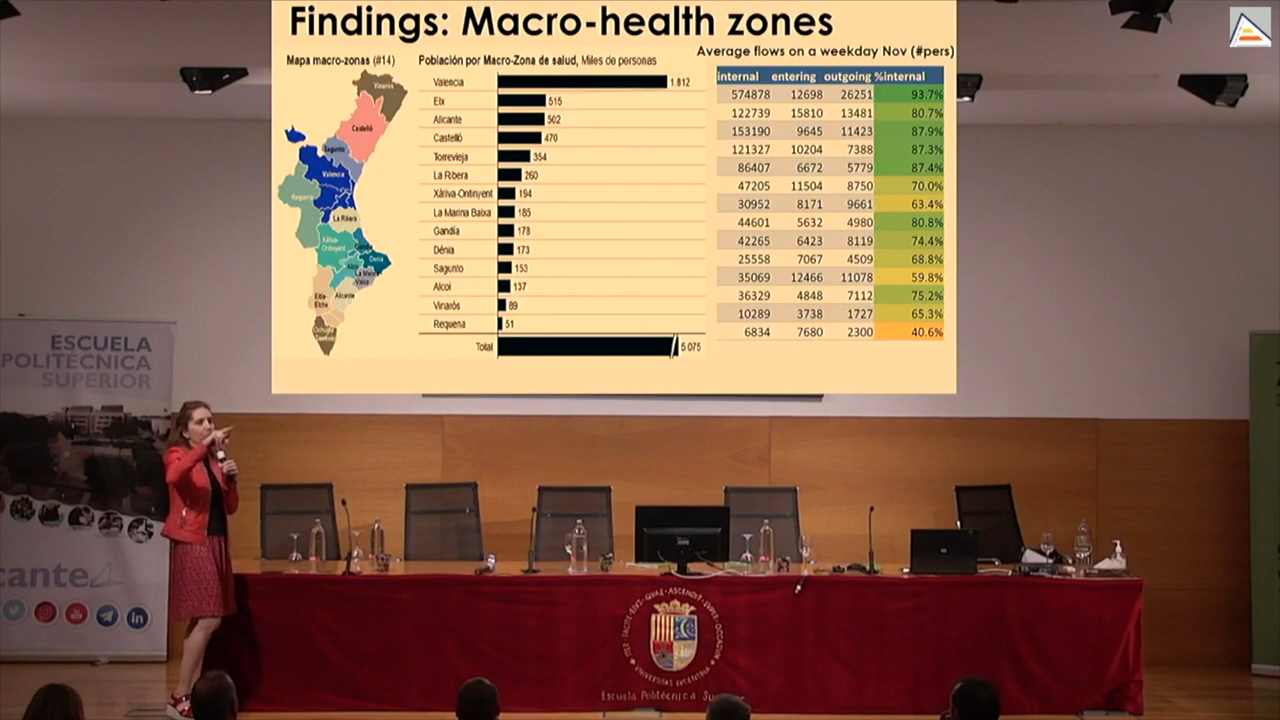 Findings: Macro-health zones
Mapa macro-zonas (#14)
Población por Macro-Zona de salud, Miles de personas
Average flows on a weekday Nov (#pers)
Vinaròs
Castelló
Sagunto
Valencia
Requena
La Ribera
Xàtiva-Ontinyent
Dénia
Alicante
internal entering outgoing %internal
Valencia 1.812 574878 12698 26251 93.7%
Elx 515 122739 15810 13481 80.7%
Alicante 502 153190 9645 11423 87.9%
Castelló 470 121327 10204 7388 87.3%
Torrevieja 354 86407 6672 5779 87.4%
La Ribera 260 47205 11504 8750 70.0%
Xàtiva-Ontinyent 194 30952 8171 9661 63.4%
La Marina Baixa 185 44601 5632 4980 80.8%
Gandía 178 42265 6423 8119 74.4%
Dénia 173 25558 7067 4509 68.8%
Sagunto 153 35069 12466 11078 59.8%
Alcoi 137 36329 4848 7112 75.2%
Vinaròs 89 10289 3738 1727 65.3%
Requena 51 6834 7680 2300 40.6%
Total 5.075
ESCUELA
POLITÉCNICA
SUPERIOR
cante
Escuela Politécnica